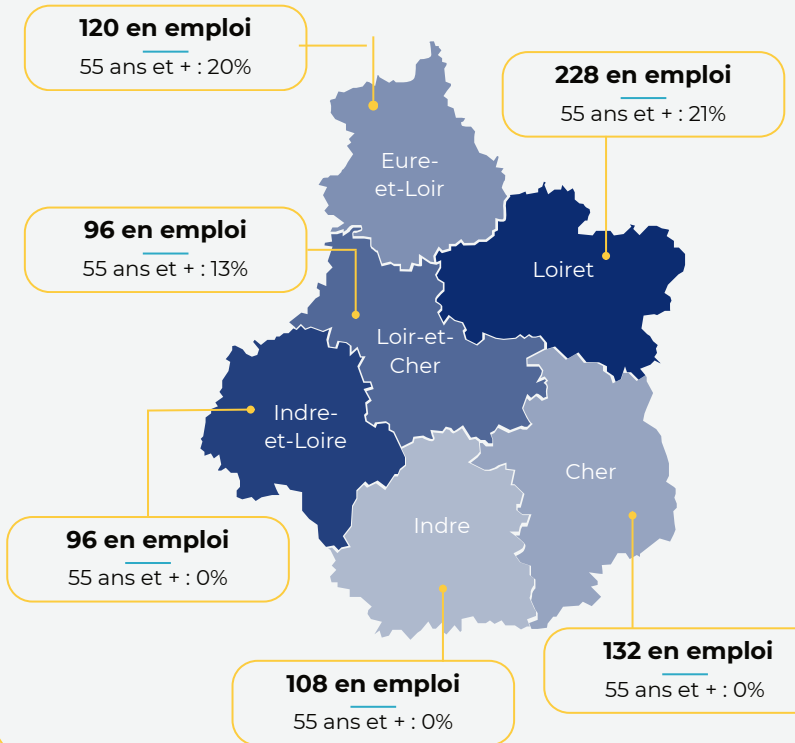 120 en emploi
55 ans et + : 20%
228 en emploi
55 ans et + : 21%
Eure-
et-Loir
96 en emploi
55 ans et + : 13%
Loiret
Loir-et-
Cher
Indre-
et-Loire
Cher
Indre
96 en emploi
55 ans et + : 0%
132 en emploi
55 ans et + : 0%
108 en emploi
55 ans et + : 0%